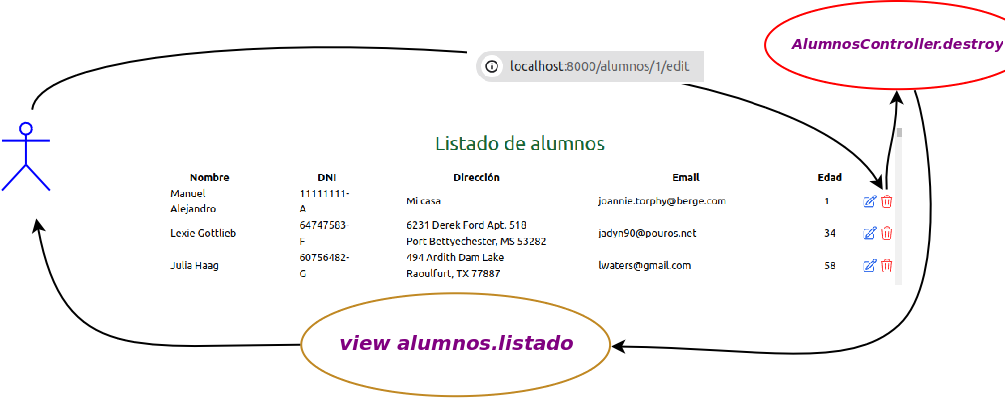 AlumnosController.destroy
localhost:8000/alumnos/1/edit
Listado de alumnos
Nombre DNI Dirección Email Edad
Manuel Alejandro 11111111-A Mi casa joannie.torphy@berge.com 1
Lexie Gottlieb 64747583-F 6231 Derek Ford Apt. 518 Port Bettyechester, MS 53282 jadyn90@pouros.net 34
Julia Haag 60756482-G 494 Ardith Dam Lake Raoulfurt, TX 77887 lwaters@gmail.com 58
view alumnos.listado